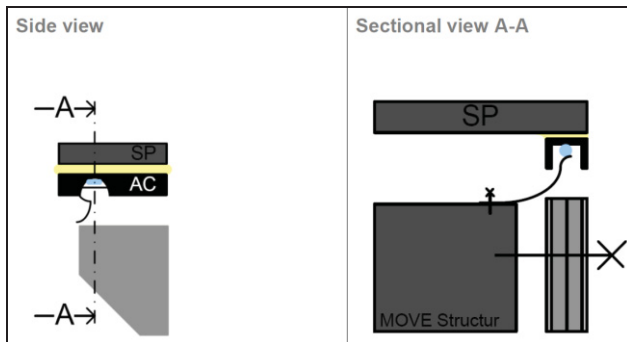 Side view
A
SP
AC
A
Sectional view A-A
SP
MOVE Structur